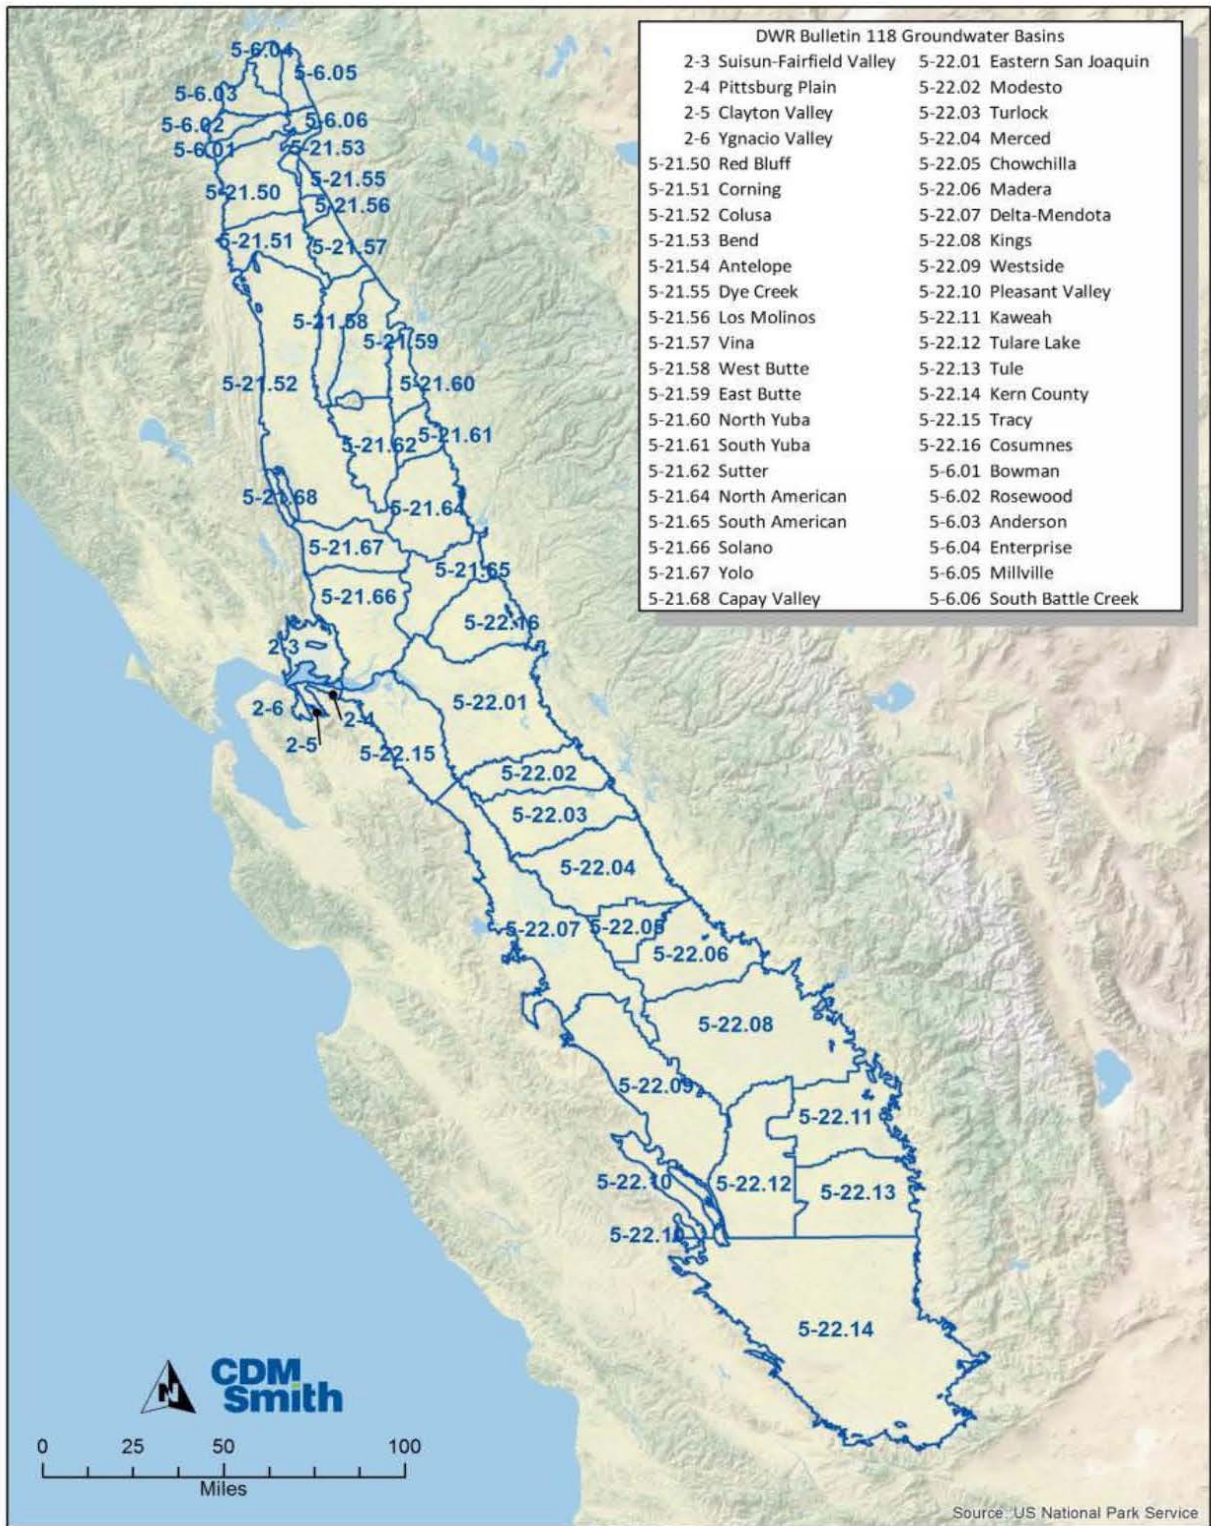 DWR Bulletin 118 Groundwater Basins
2-3 Suisun-Fairfield Valley 5-22.01 Eastern San Joaquin
2-4 Pittsburg Plain 5-22.02 Modesto
2-5 Clayton Valley 5-22.03 Turlock
2-6 Ygnacio Valley 5-22.04 Merced
5-21.50 Red Bluff 5-22.05 Chowchilla
5-21.51 Corning 5-22.06 Madera
5-21.52 Colusa 5-22.07 Delta-Mendota
5-21.53 Bend 5-22.08 Kings
5-21.54 Antelope 5-22.09 Westside
5-21.55 Dye Creek 5-22.10 Pleasant Valley
5-21.56 Los Molinos 5-22.11 Kaweah
5-21.57 Vina 5-22.12 Tulare Lake
5-21.58 West Butte 5-22.13 Tule
5-21.59 East Butte 5-22.14 Kern County
5-21.60 North Yuba 5-22.15 Tracy
5-21.61 South Yuba 5-22.16 Cosumnes
5-21.62 Sutter 5-6.01 Bowman
5-21.64 North American 5-6.02 Rosewood
5-21.65 South American 5-6.03 Anderson
5-21.66 Solano 5-6.04 Enterprise
5-21.67 Yolo 5-6.05 Millville
5-21.68 Capay Valley 5-6.06 South Battle Creek
5-6.04
5-6.05
5-6.03
5-6.06
5-6.02
5-6.01
5-21.53
5-21.55
5-21.50
5-21.56
5-21.51
5-21.57
5-21.58
5-21.59
5-21.52
5-21.60
5-21.61
5-21.62
5-21.68
5-21.64
5-21.67
5-21.65
5-21.66
5-22.16
2-3
5-22.01
2-6
2-4
2-5
5-22.15
5-22.02
5-22.03
5-22.04
5-22.07
5-22.05
5-22.06
5-22.08
5-22.09
5-22.11
5-22.10
5-22.12
5-22.13
5-22.10
5-22.14
N
CDM
Smith
0 25 50 100
Miles
Source: US National Park Service